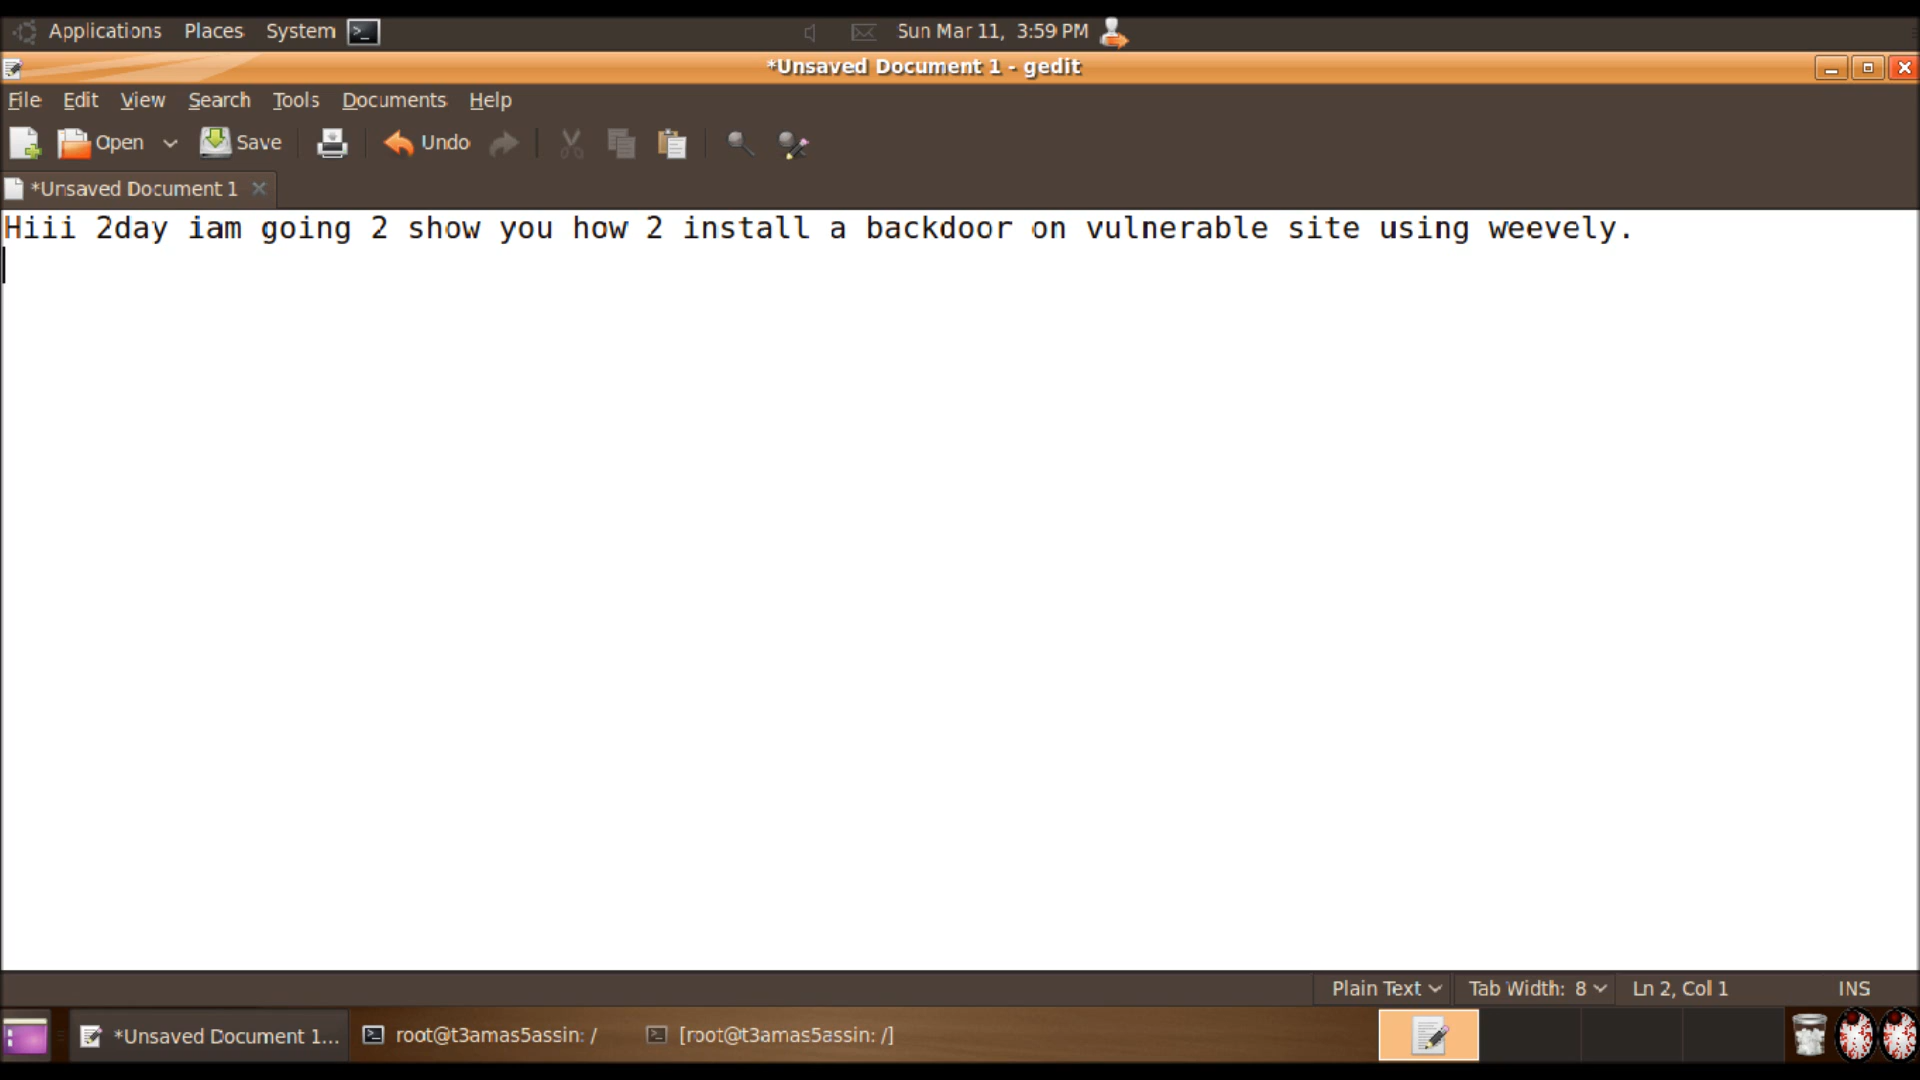 Applications Places System Sun Mar 11, 3:59 PM
*Unsaved Document 1 - gedit
File Edit View Search Tools Documents Help
Open Save Undo
*Unsaved Document 1
Hiii 2day iam going 2 show you how 2 install a backdoor on vulnerable site using weevely.
Plain Text Tab Width: 8 Ln 2, Col 1 INS
*Unsaved Document 1... root@t3amas5assin: / [root@t3amas5assin: /]